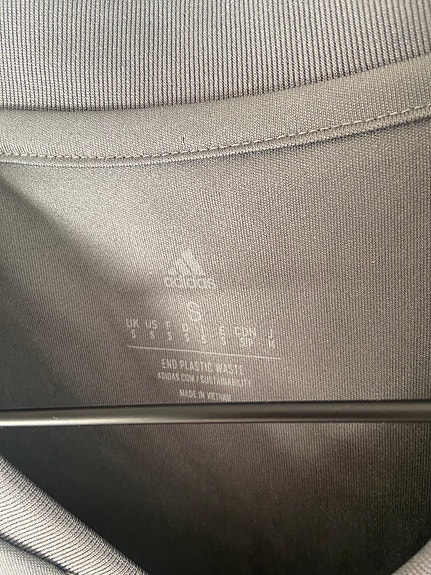 adidas
S
UK US F D I E CDN J
S S S S S S S/P K
END PLASTIC WASTE
ADIDAS.COM/SUSTAINABILITY
MADE IN VIETNAM